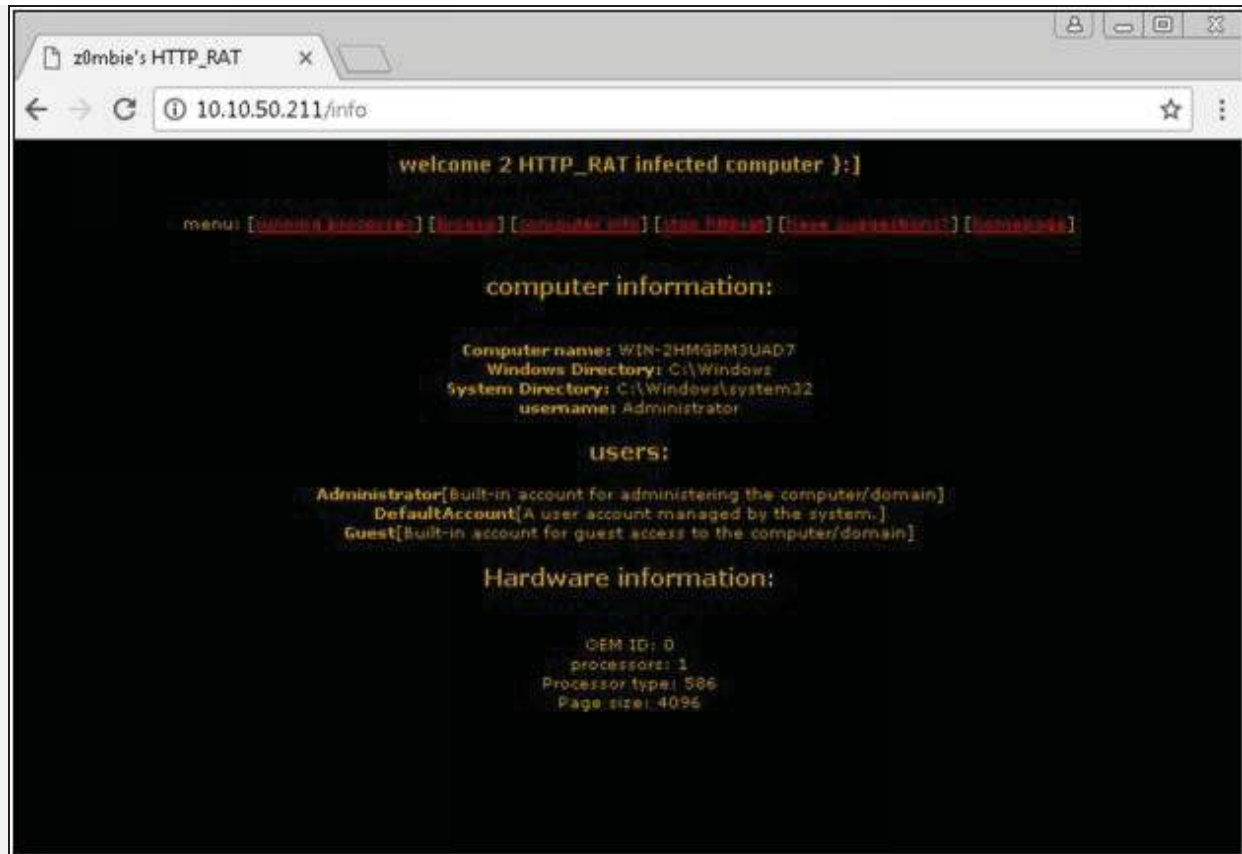 z0mbie's HTTP_RAT
10.10.50.211/info
welcome 2 HTTP_RAT infected computer }:]
menu: [running processes] [browse] [computer info] [stop httprat] [have suggestions?] [homepage]
computer information:
Computer name: WIN-2HMGPM3UAD7
Windows Directory: C:\Windows
System Directory: C:\Windows\system32
username: Administrator
users:
Administrator[Built-in account for administering the computer/domain]
DefaultAccount[A user account managed by the system.]
Guest[Built-in account for guest access to the computer/domain]
Hardware information:
OEM ID: 0
processors: 1
Processor type: 586
Page size: 4096